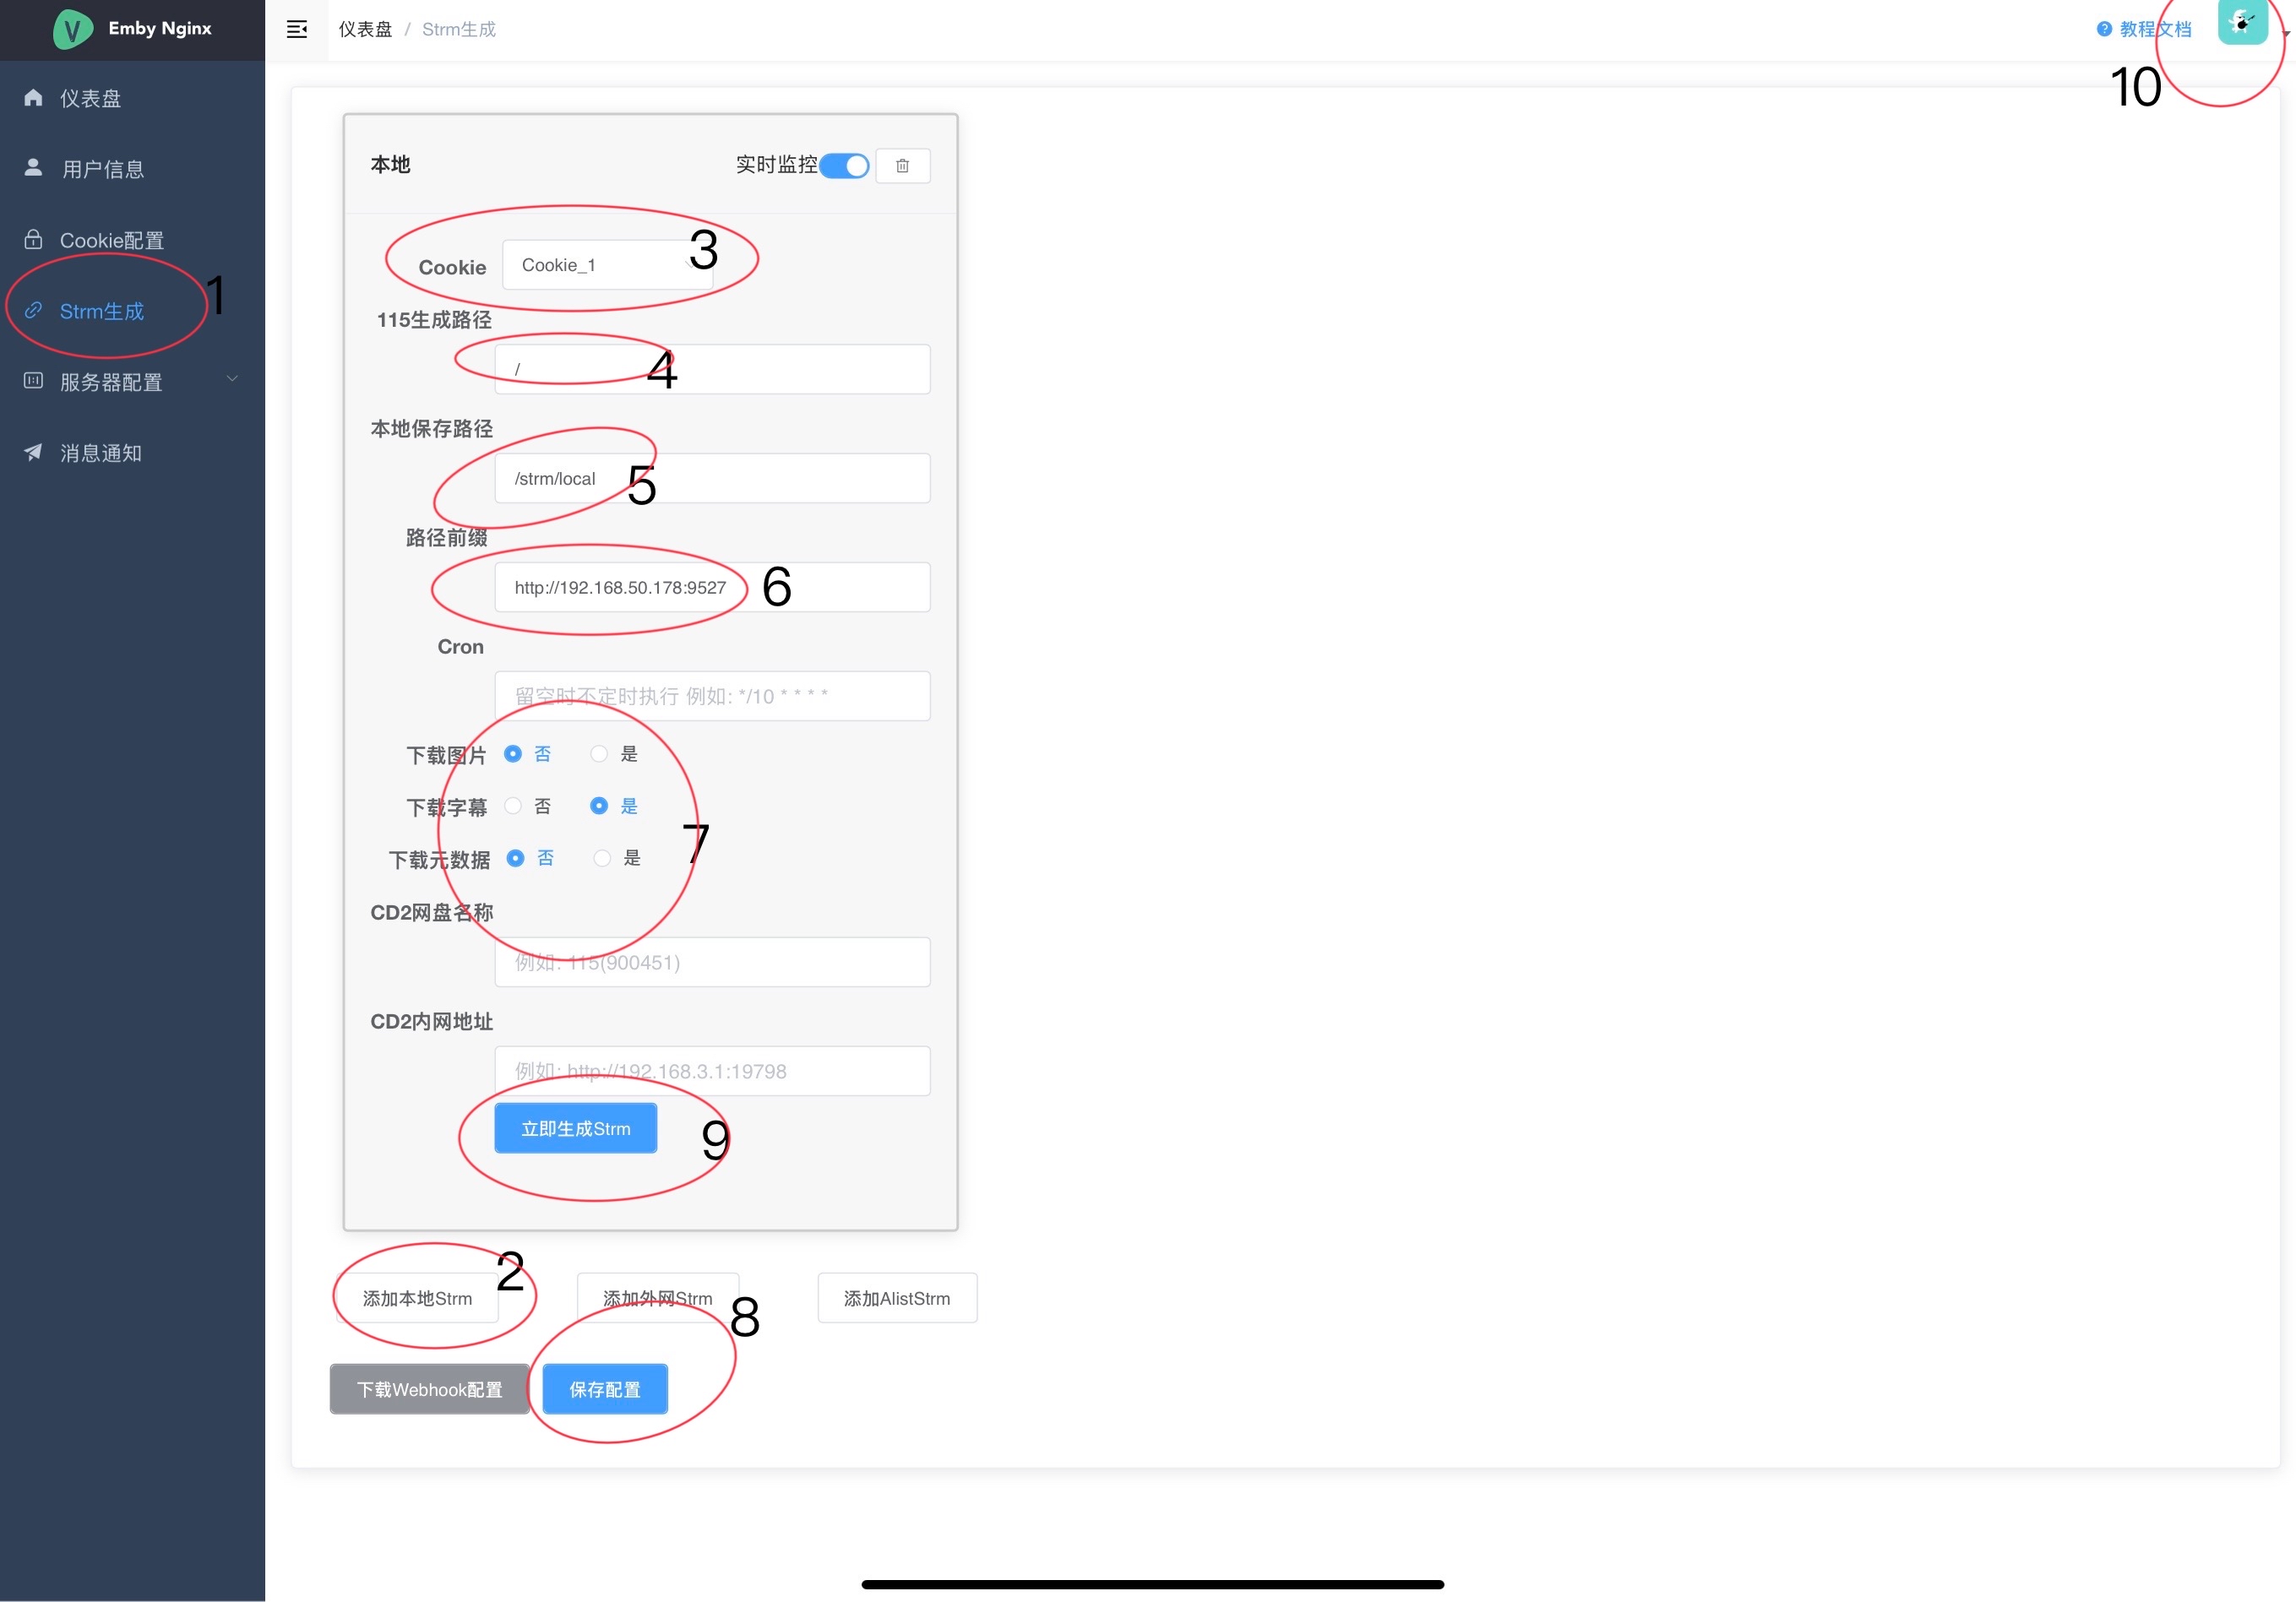 Emby Nginx
仪表盘 / Strm生成
教程文档
10
仪表盘
用户信息
Cookie配置
Strm生成
1
服务器配置
消息通知
本地
实时监控
Cookie
Cookie_1
3
115生成路径
/
4
本地保存路径
/strm/local
5
路径前缀
http://192.168.50.178:9527
6
Cron
留空时不定时执行 例如: */10 * * * *
下载图片 否 是
下载字幕 否 是
下载元数据 否 是
7
CD2网盘名称
例如: 115(900451)
CD2内网地址
例如: http://192.168.3.1:19798
立即生成Strm
9
添加本地Strm
2
添加外网Strm
添加AlistStrm
8
下载Webhook配置
保存配置